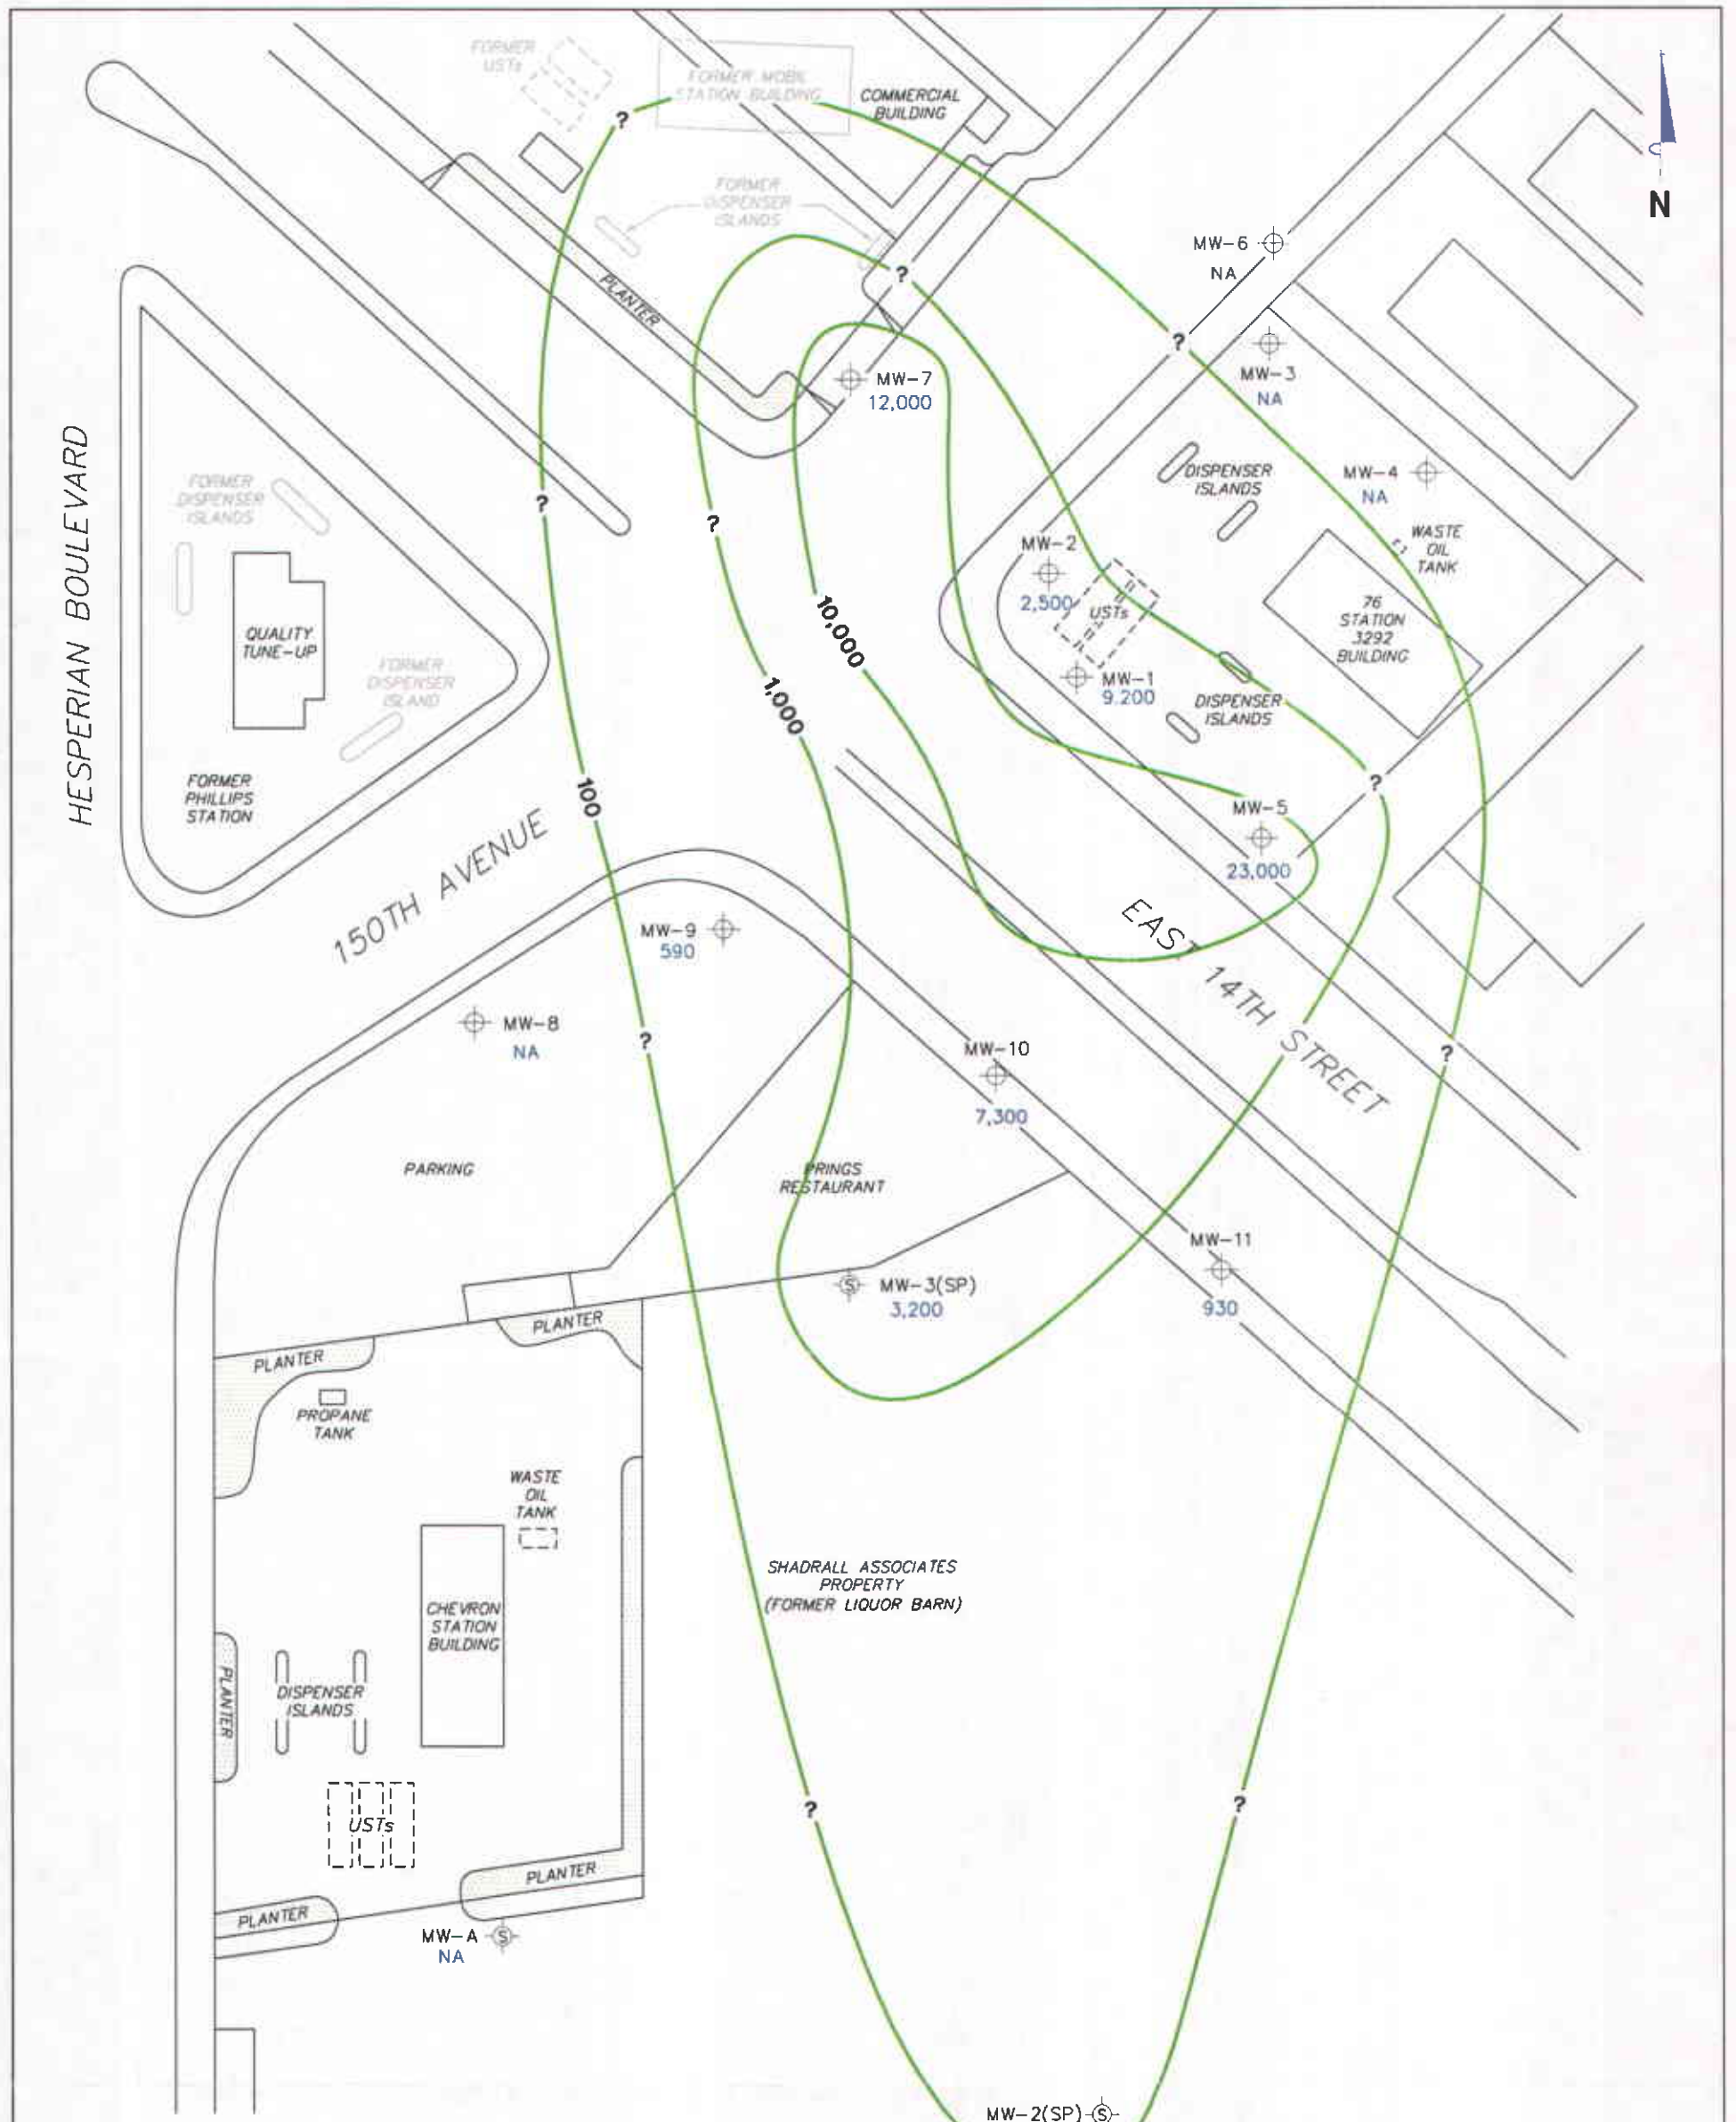 FORMER
USTs
FORMER MOBIL
STATION BUILDING
COMMERCIAL
BUILDING
?
N
FORMER
DISPENSER
ISLANDS
?
MW-6
NA
PLANTER
?
MW-3
NA
MW-7
12,000
HESPERIAN BOULEVARD
FORMER
DISPENSER
ISLANDS
?
?
DISPENSER
ISLANDS
MW-4
NA
WASTE
OIL
TANK
MW-2
2,500
USTs
10,000
76
STATION
3292
BUILDING
QUALITY
TUNE-UP
FORMER
DISPENSER
ISLAND
1,000
MW-1
9.200
DISPENSER
ISLANDS
FORMER
PHILLIPS
STATION
100
?
MW-5
23,000
150TH AVENUE
EAST 14TH STREET
MW-9
590
MW-8
NA
?
MW-10
7,300
?
PARKING
PRINGS
RESTAURANT
MW-11
930
S
MW-3(SP)
3,200
PLANTER
PLANTER
PROPANE
TANK
WASTE
OIL
TANK
SHADRALL ASSOCIATES
PROPERTY
(FORMER LIQUOR BARN)
CHEVRON
STATION
BUILDING
PLANTER
DISPENSER
ISLANDS
?
?
USTs
PLANTER
PLANTER
MW-A S
NA
MW-2(SP) S